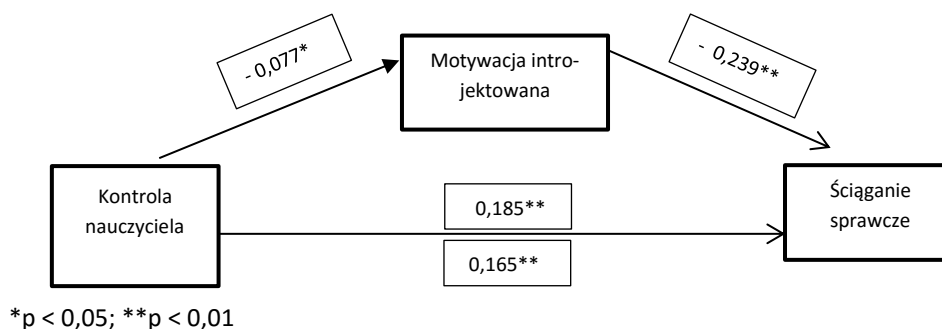 - 0,077*
Motywacja intro-
jektowana
- 0,239**
Kontrola
nauczyciela
0,185**
0,165**
Ściąganie
sprawcze
*p < 0,05; **p < 0,01